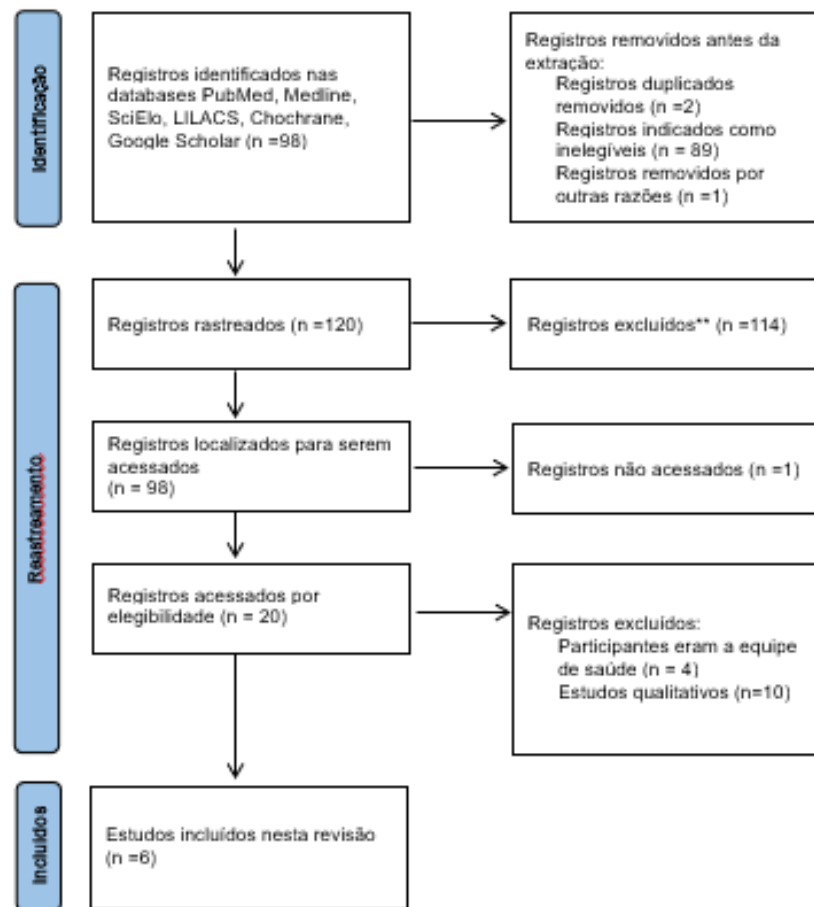 Identificação
Registros identificados nas
databases PubMed, Medline,
SciElo, LILACS, Chochrane,
Google Scholar (n =98)
Registros removidos antes da
extração:
Registros duplicados
removidos (n =2)
Registros indicados como
inelegíveis (n = 89)
Registros removidos por
outras razões (n =1)
Reastreamento
Registros rastreados (n =120)
Registros excluídos** (n =114)
Registros localizados para serem
acessados
(n = 98)
Registros não acessados (n =1)
Registros acessados por
elegibilidade (n = 20)
Registros excluídos:
Participantes eram a equipe
de saúde (n = 4)
Estudos qualitativos (n=10)
Incluídos
Estudos incluídos nesta revisão
(n =6)